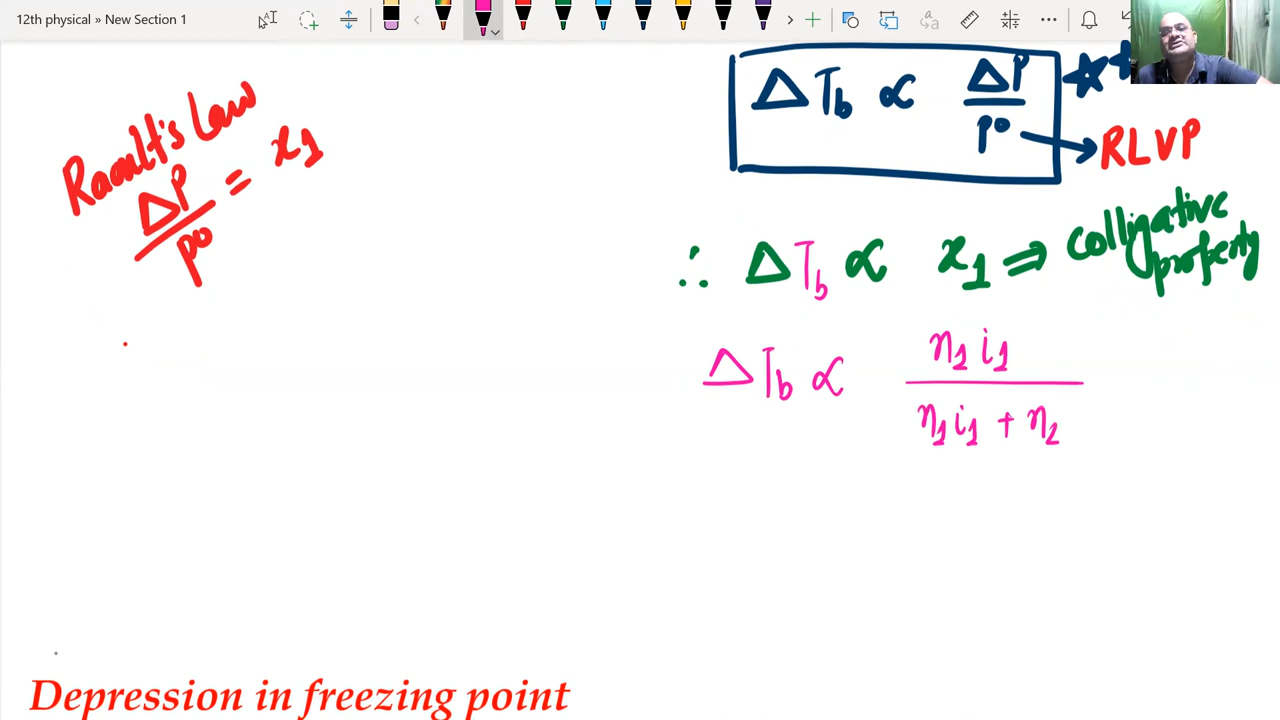 12th physical » New Section 1
Raoult's Law
ΔP/P° = x₁
ΔT_b ∝ ΔP/P° → RLVP
∴ ΔT_b ∝ x₁ ⇒ colligative property
ΔT_b ∝ n₁i₁/(n₁i₁ + n₂)
Depression in freezing point